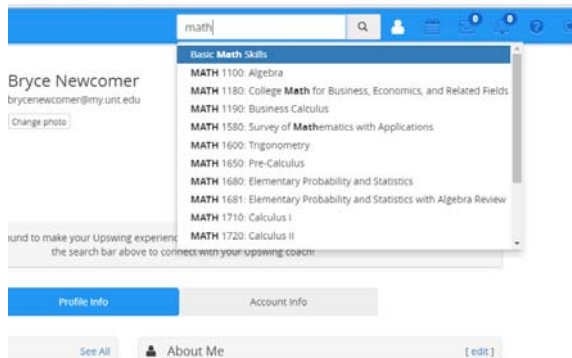 math
0
0
Basic Math Skills
MATH 1100: Algebra
MATH 1180: College Math for Business, Economics, and Related Fields
MATH 1190: Business Calculus
MATH 1580: Survey of Mathematics with Applications
MATH 1600: Trigonometry
MATH 1650: Pre-Calculus
MATH 1680: Elementary Probability and Statistics
MATH 1681: Elementary Probability and Statistics with Algebra Review
MATH 1710: Calculus I
MATH 1720: Calculus II
Bryce Newcomer
brycenewcomer@my.unt.edu
Change photo
ound to make your Upswing experienc
the search bar above to connect with your Upswing coach!
Profile Info
Account Info
See All
About Me
[ edit ]